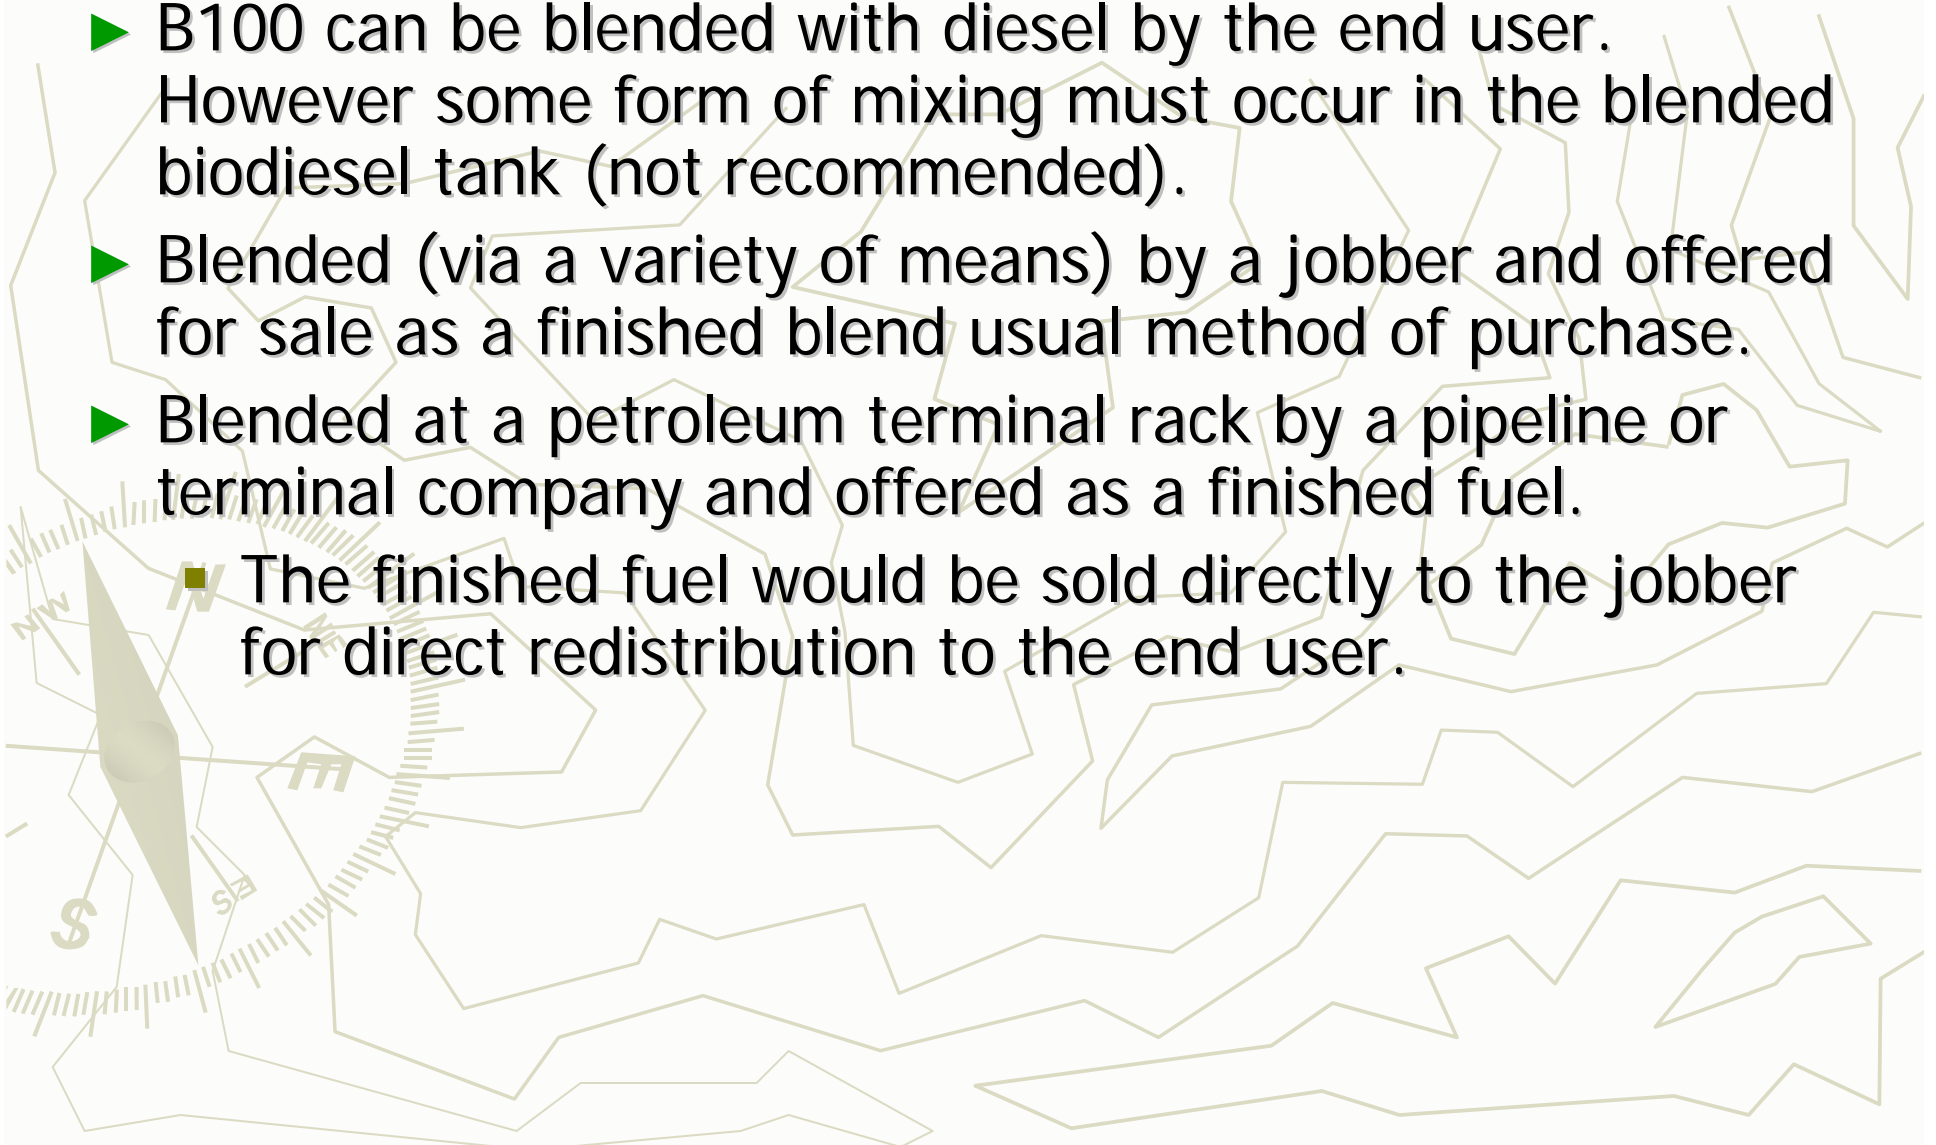 ► B100 can be blended with diesel by the end user.
However some form of mixing must occur in the blended
biodiesel tank (not recommended).
► Blended (via a variety of means) by a jobber and offered
for sale as a finished blend usual method of purchase.
► Blended at a petroleum terminal rack by a pipeline or
terminal company and offered as a finished fuel.
■ The finished fuel would be sold directly to the jobber
for direct redistribution to the end user.
N
NW
NE
E
SE
S